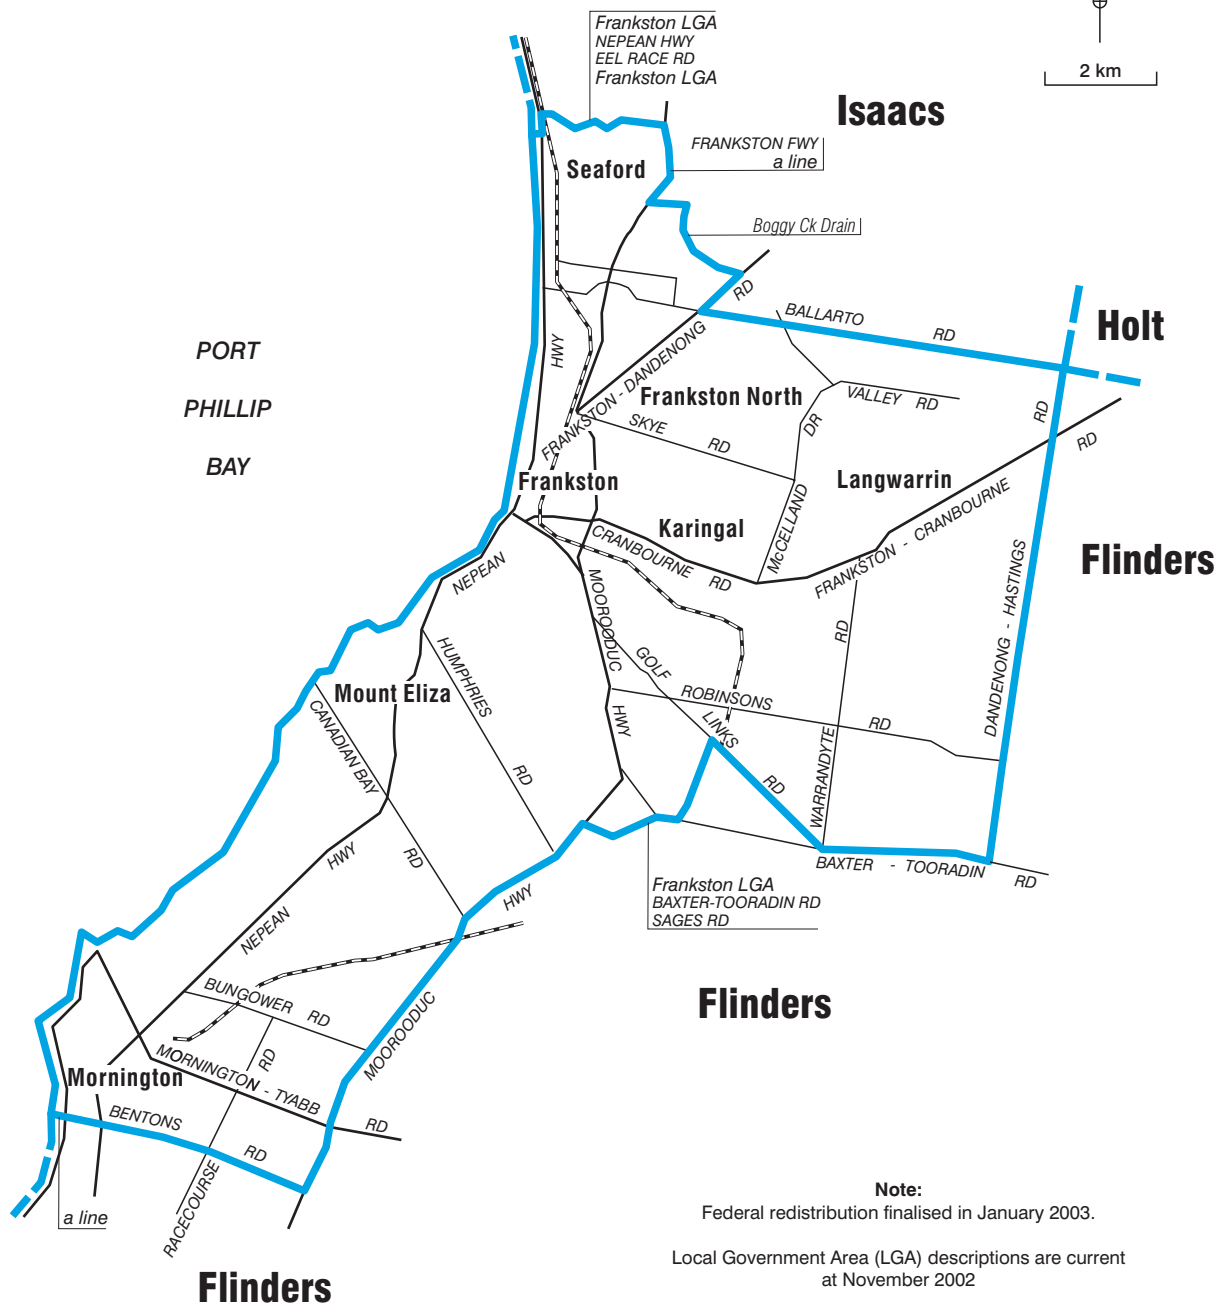 Frankston LGA
NEPEAN HWY
EEL RACE RD
Frankston LGA
2 km
Isaacs
FRANKSTON FWY
a line
Seaford
Boggy Ck Drain
RD
BALLARTO RD
Holt
PORT
PHILLIP
BAY
HWY
FRANKSTON - DANDENONG
Frankston North
VALLEY RD
RD
SKYE RD
DR
RD
Frankston
Langwarrin
Karingal
McCELLAND
CRANBOURNE RD
FRANKSTON - CRANBOURNE
Flinders
NEPEAN
MOOROODUC
HWY
DANDENONG - HASTINGS
RD
HUMPHRIES
RD
GOLF
LINKS
RD
Mount Eliza
CANADIAN BAY
RD
ROBINSONS RD
WARRANDYTE
HWY
NEPEAN
BAXTER - TOORADIN RD
Frankston LGA
BAXTER-TOORADIN RD
SAGES RD
HWY
BUNGOWER RD
MOOROODUC
Flinders
RD
MORNINGTON - TYABB
RD
Mornington
BENTONS RD
RACECOURSE
a line
Flinders
Note:
Federal redistribution finalised in January 2003.
Local Government Area (LGA) descriptions are current
at November 2002